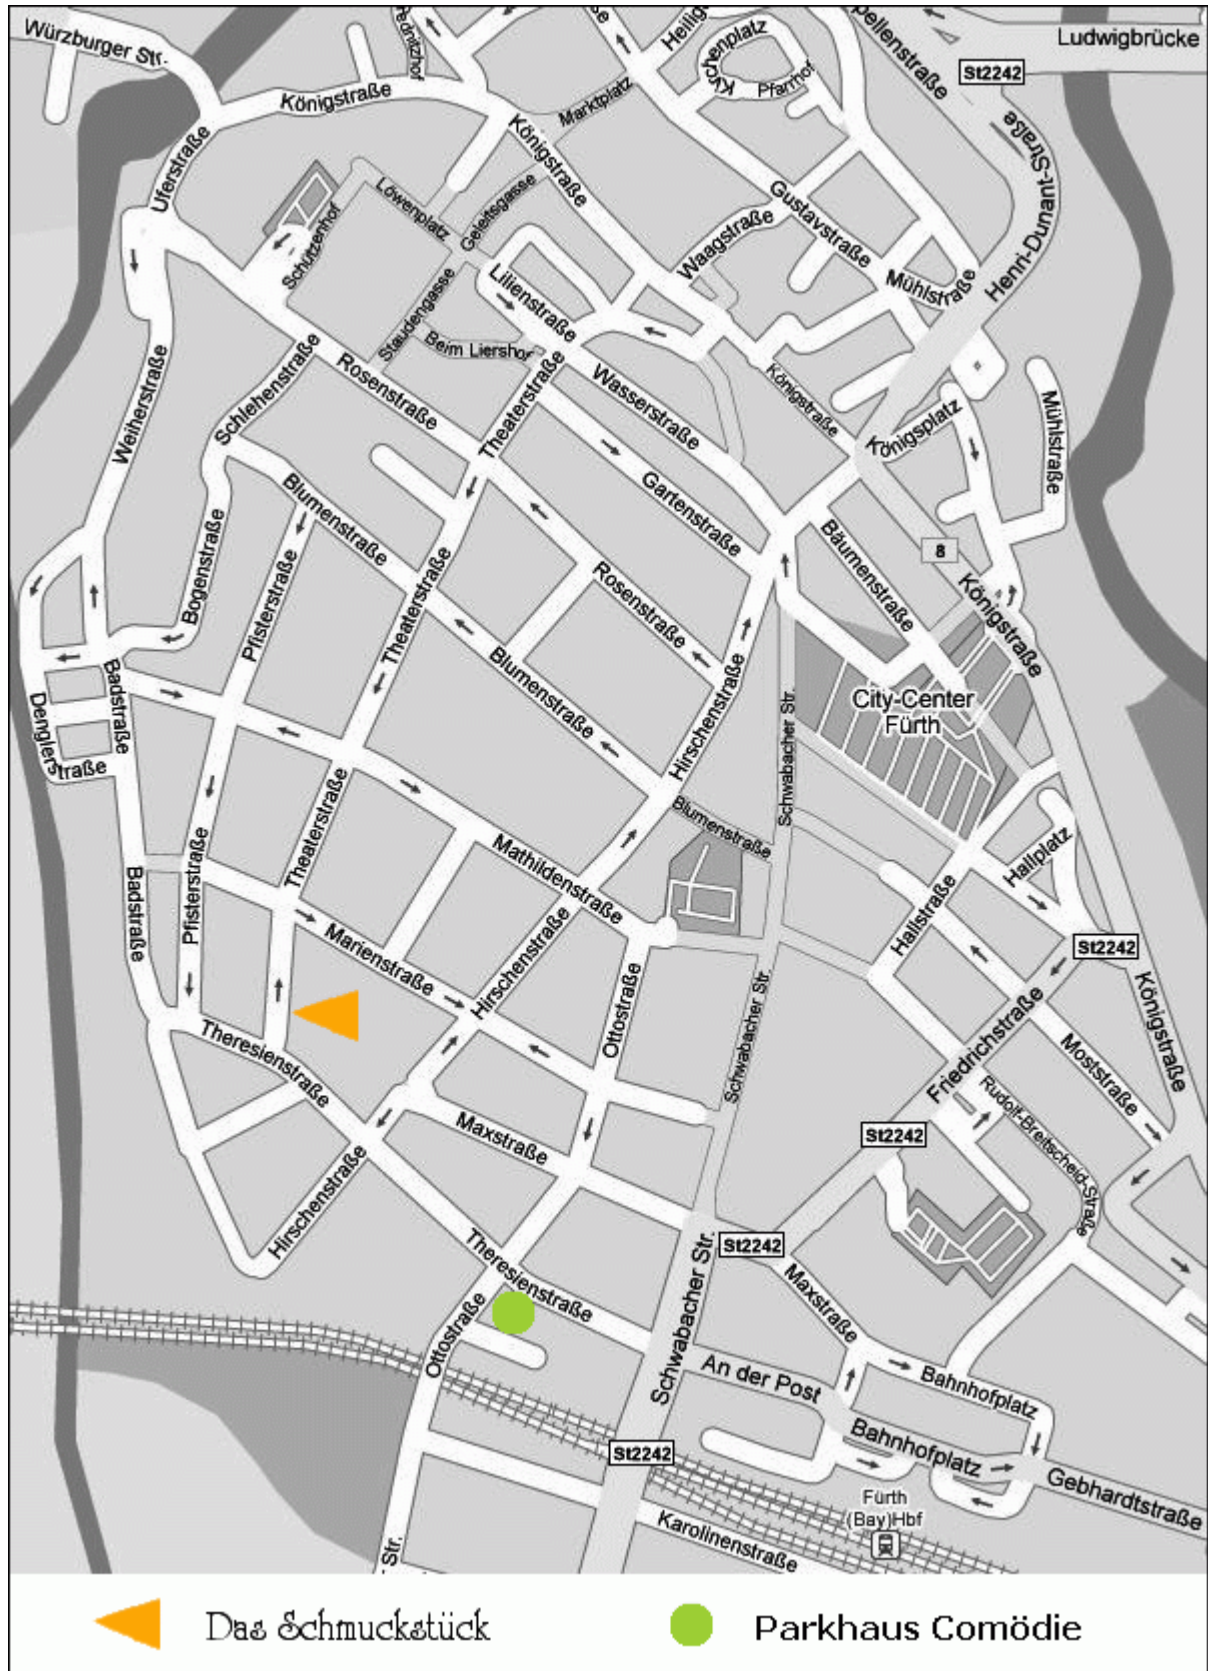 Würzburger Str.
Königstraße
Rednitzhof
Heilige
Kirchenplatz
Pfarrhof
pellenstraße
Ludwigbrücke
St2242
Marktplatz
Uferstraße
Königstraße
Henri-Dunant-Straße
Löwenplatz
Geleitsgasse
Schützenhof
Gustavstraße
Waagstraße
Mühlstraße
Staudengasse
Lilienstraße
Beim Liershof
Weiherstraße
Schlehenstraße
Rosenstraße
Theaterstraße
Wasserstraße
Königstraße
Königsplatz
Mühlstraße
Blumenstraße
Gartenstraße
Bogenstraße
Pfisterstraße
Theaterstraße
Rosenstraße
Bäumenstraße
8
Königstraße
Badstraße
Denglerstraße
Blumenstraße
Hirschenstraße
Schwabacher Str.
City-Center
Fürth
Theaterstraße
Blumenstraße
Pfisterstraße
Badstraße
Mathildenstraße
Hallplatz
Hallstraße
St2242
Marienstraße
Hirschenstraße
Ottostraße
Schwabacher Str.
Königstraße
Friedrichstraße
Theresienstraße
Moststraße
Rudolf-Breitscheid-Straße
Maxstraße
St2242
Hirschenstraße
Theresienstraße
St2242
Schwabacher Str.
Maxstraße
Ottostraße
An der Post
Bahnhofplatz
Bahnhofplatz
St2242
Gebhardtstraße
Fürth
(Bay)Hbf
Karolinenstraße
Str.
Das Schmuckstück
Parkhaus Comödie